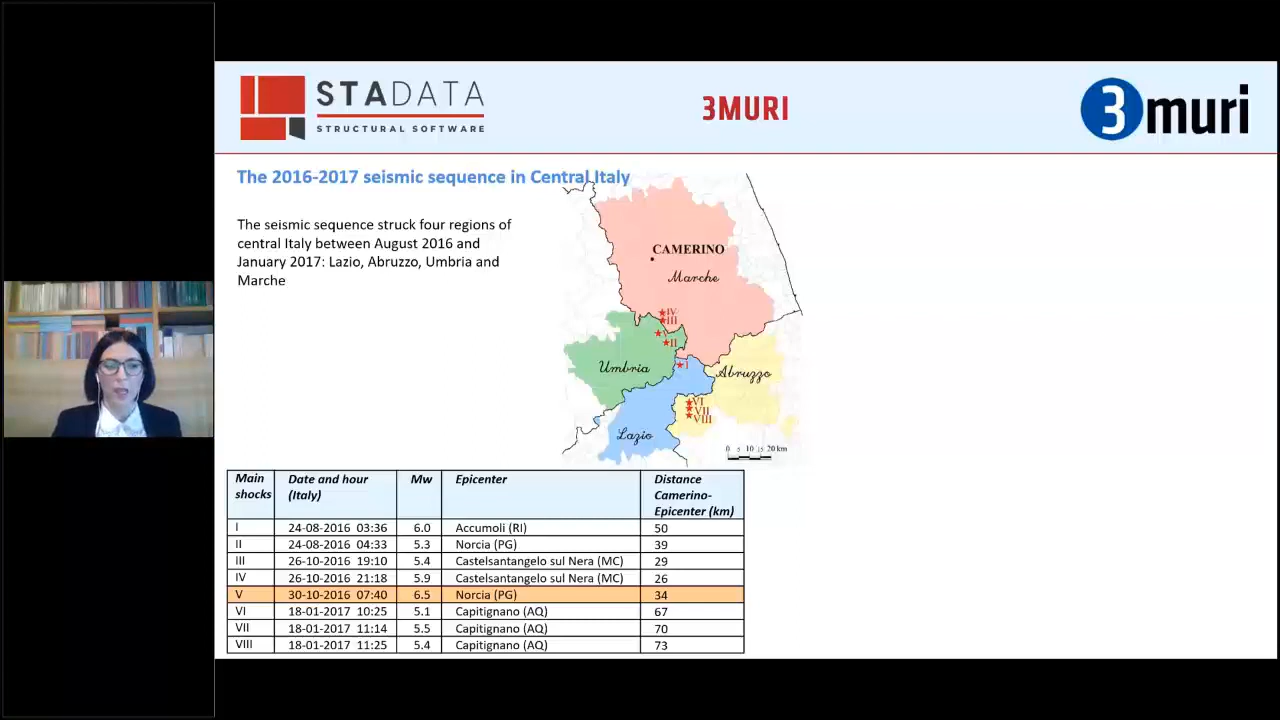 STADATA
STRUCTURAL SOFTWARE
3MURI
3muri
The 2016-2017 seismic sequence in Central Italy
The seismic sequence struck four regions of
central Italy between August 2016 and
January 2017: Lazio, Abruzzo, Umbria and
Marche
CAMERINO
Marche
IV
III
II
I
Umbria
Abruzzo
VI
VII
VIII
Lazio
0 5 10 15 20 km
Main shocks Date and hour (Italy) Mw Epicenter Distance Camerino-Epicenter (km)
I 24-08-2016 03:36 6.0 Accumoli (RI) 50
II 24-08-2016 04:33 5.3 Norcia (PG) 39
III 26-10-2016 19:10 5.4 Castelsantangelo sul Nera (MC) 29
IV 26-10-2016 21:18 5.9 Castelsantangelo sul Nera (MC) 26
V 30-10-2016 07:40 6.5 Norcia (PG) 34
VI 18-01-2017 10:25 5.1 Capitignano (AQ) 67
VII 18-01-2017 11:14 5.5 Capitignano (AQ) 70
VIII 18-01-2017 11:25 5.4 Capitignano (AQ) 73